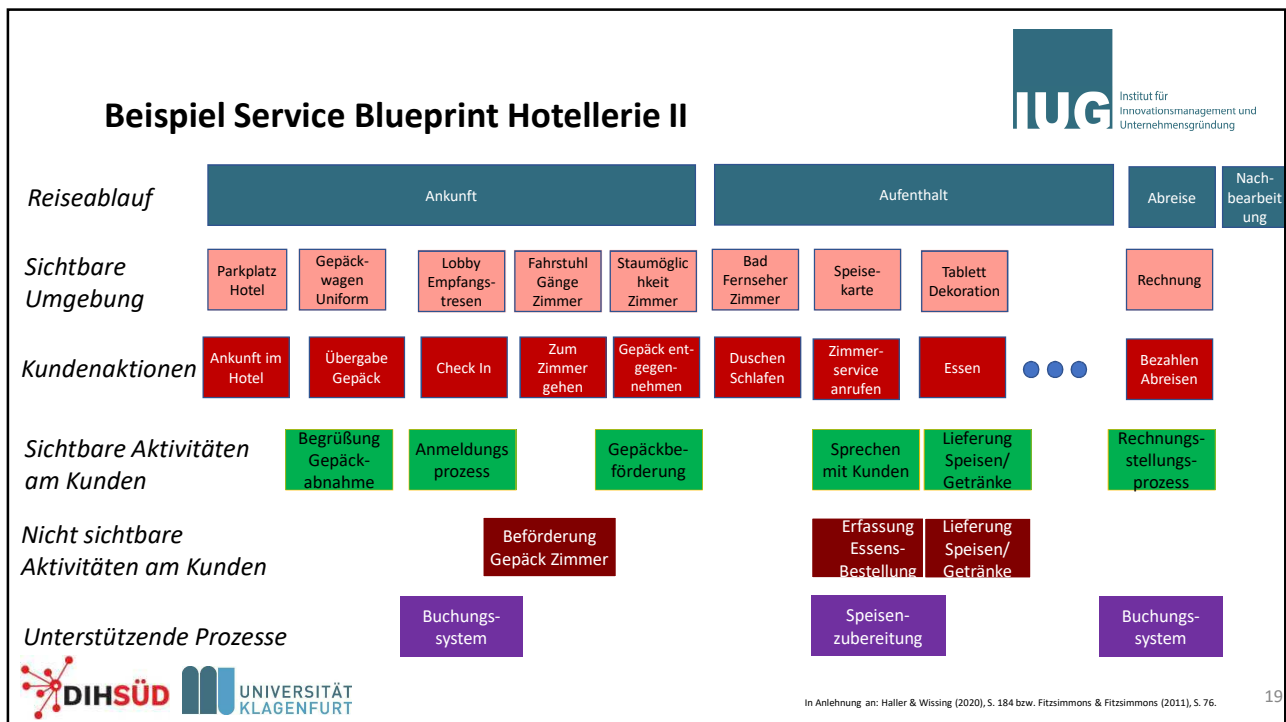 Beispiel Service Blueprint Hotellerie II
IUG
Institut für
Innovationsmanagement und
Unternehmensgründung
Reiseablauf
Ankunft
Aufenthalt
Abreise
Nach-
bearbeit
ung
Sichtbare
Umgebung
Parkplatz
Hotel
Gepäck-
wagen
Uniform
Lobby
Empfangs-
tresen
Fahrstuhl
Gänge
Zimmer
Staumöglic
hkeit
Zimmer
Bad
Fernseher
Zimmer
Speise-
karte
Tablett
Dekoration
Rechnung
Kundenaktionen
Ankunft im
Hotel
Übergabe
Gepäck
Check In
Zum
Zimmer
gehen
Gepäck ent-
gegen-
nehmen
Duschen
Schlafen
Zimmer-
service
anrufen
Essen
Bezahlen
Abreisen
Sichtbare Aktivitäten
am Kunden
Begrüßung
Gepäck-
abnahme
Anmeldungs
prozess
Gepäckbe-
förderung
Sprechen
mit Kunden
Lieferung
Speisen/
Getränke
Rechnungs-
stellungs-
prozess
Nicht sichtbare
Aktivitäten am Kunden
Beförderung
Gepäck Zimmer
Erfassung
Essens-
Bestellung
Lieferung
Speisen/
Getränke
Unterstützende Prozesse
Buchungs-
system
Speisen-
zubereitung
Buchungs-
system
DIHSÜD
UNIVERSITÄT
KLAGENFURT
In Anlehnung an: Haller & Wissing (2020), S. 184 bzw. Fitzsimmons & Fitzsimmons (2011), S. 76.
19